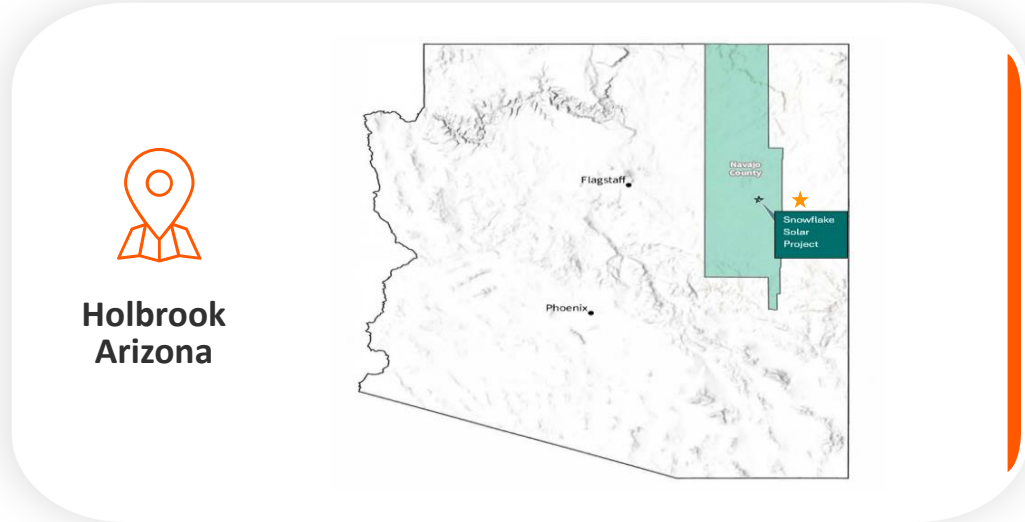 Holbrook
Arizona
Navajo
County
Flagstaff
Snowflake
Solar
Project
Phoenix